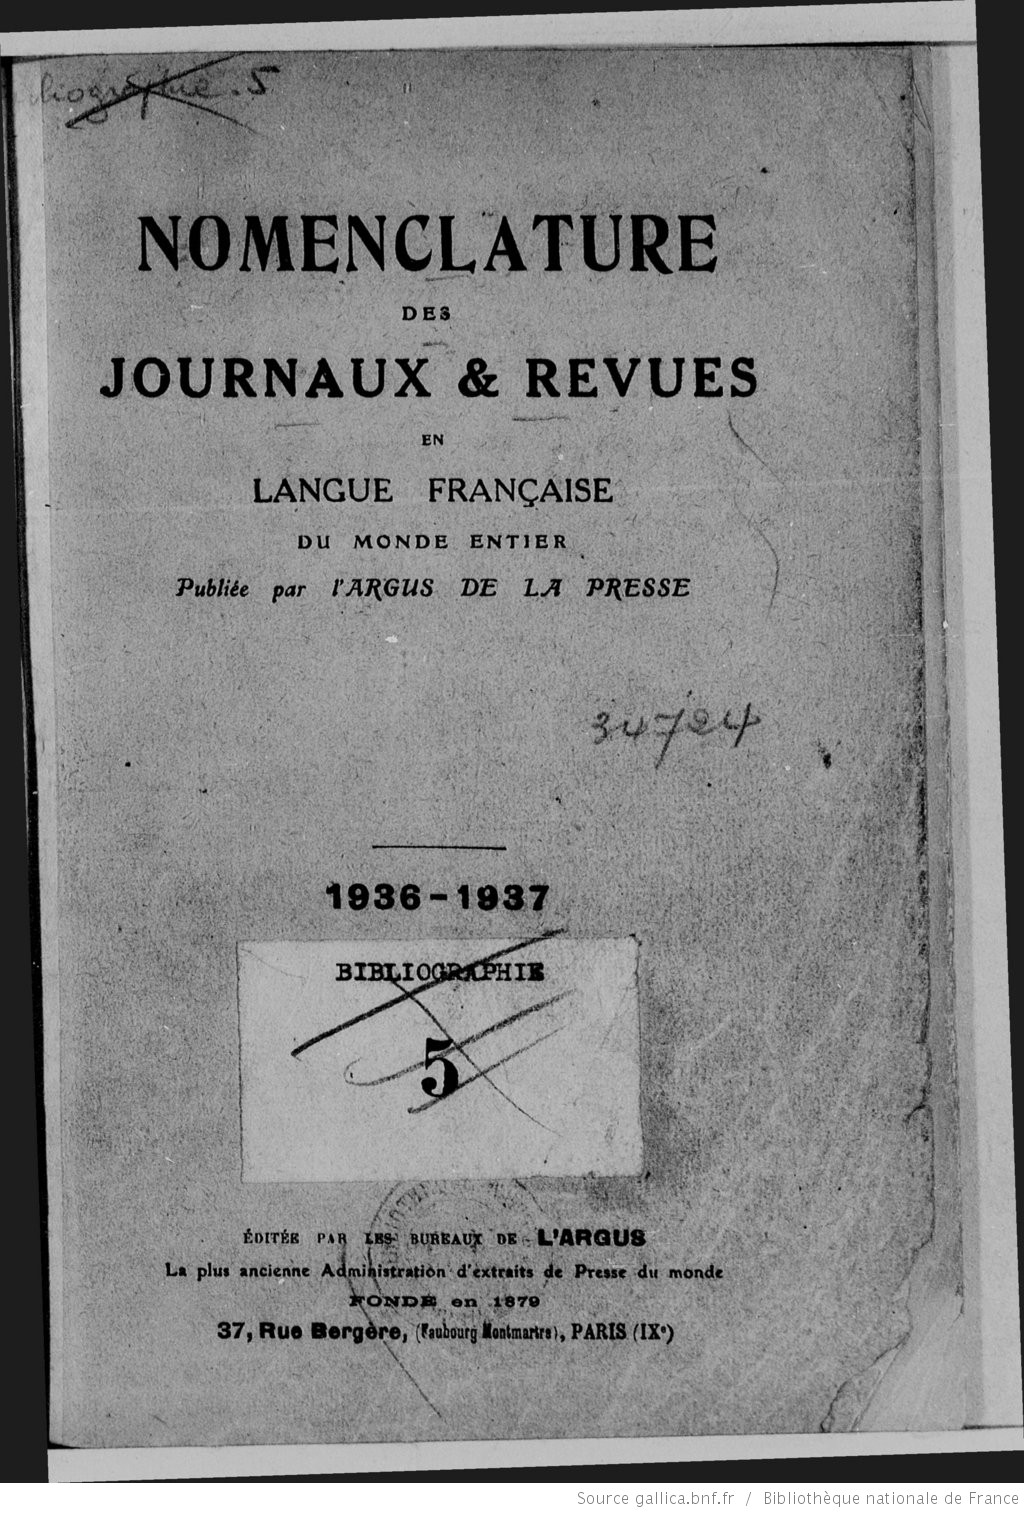 bliographie. 5
NOMENCLATURE
DES
JOURNAUX & REVUES
EN
LANGUE FRANÇAISE
DU MONDE ENTIER
Publiée par l'ARGUS DE LA PRESSE
34724
1936-1937
BIBLIOGRAPHIE
5
ÉDITÉE PAR LES BUREAUX DE L'ARGUS
La plus ancienne Administration d'extraits de Presse du monde
FONDÉ en 1879
37, Rue Bergère, (Faubourg Montmartre), PARIS (IXe)
Source gallica.bnf.fr / Bibliothèque nationale de France